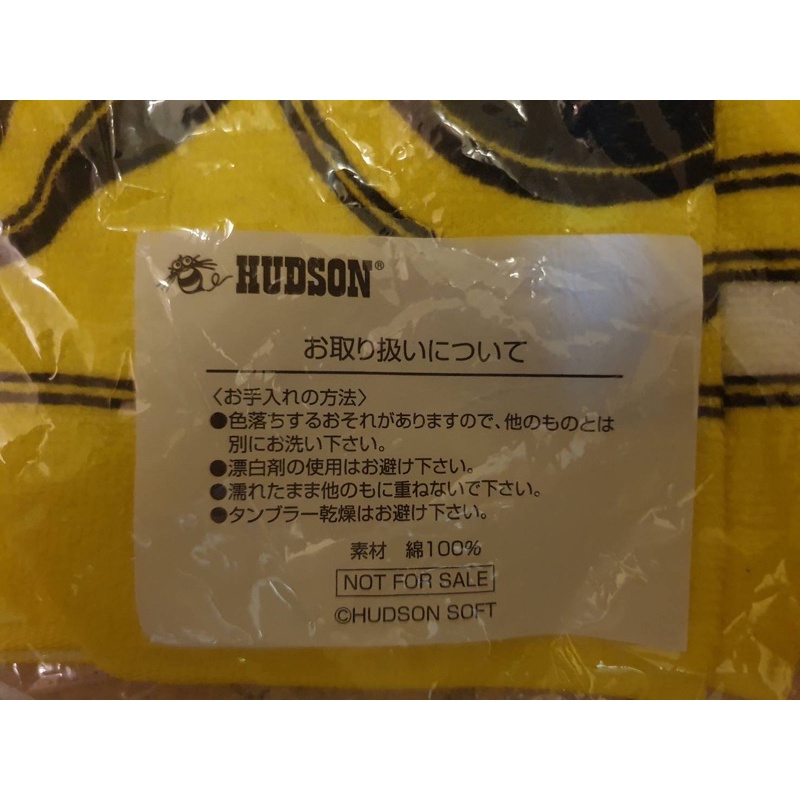 HUDSON®
お取り扱いについて
〈お手入れの方法〉
●色落ちするおそれがありますので、他のものとは
別にお洗い下さい。
●漂白剤の使用はお避け下さい。
●濡れたまま他のもに重ねないで下さい。
●タンブラー乾燥はお避け下さい。
素材 綿100%
NOT FOR SALE
©HUDSON SOFT